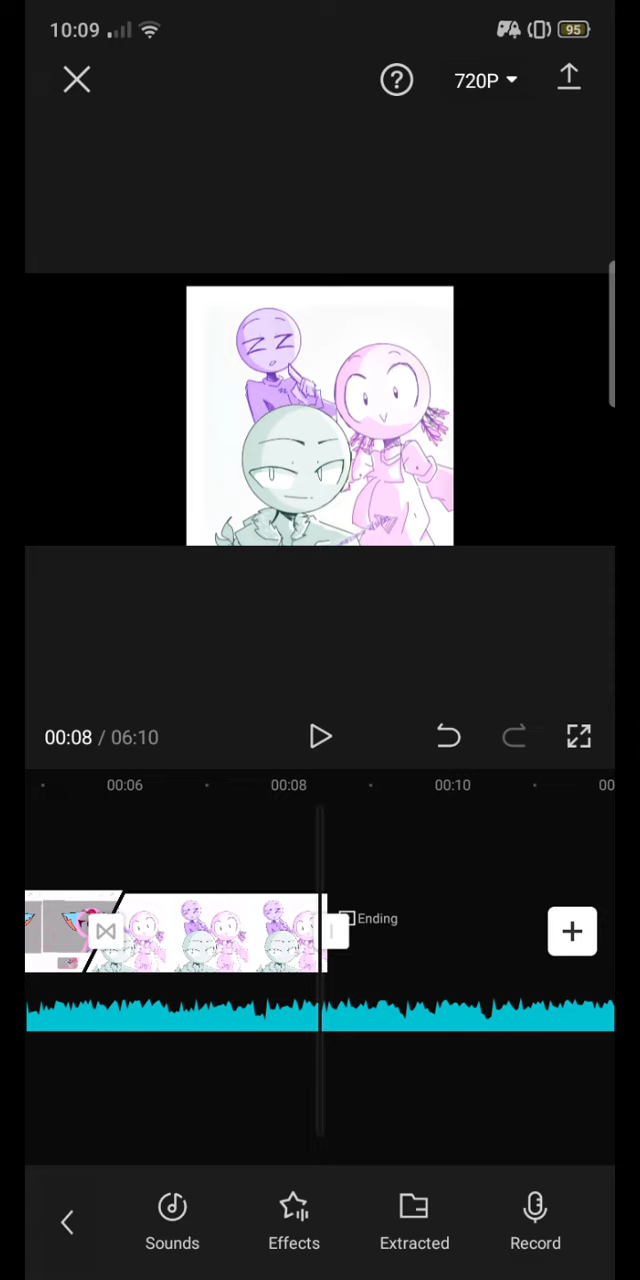 10:09
95
720P
00:08 / 06:10
00:06
00:08
00:10
00
Ending
Sounds
Effects
Extracted
Record